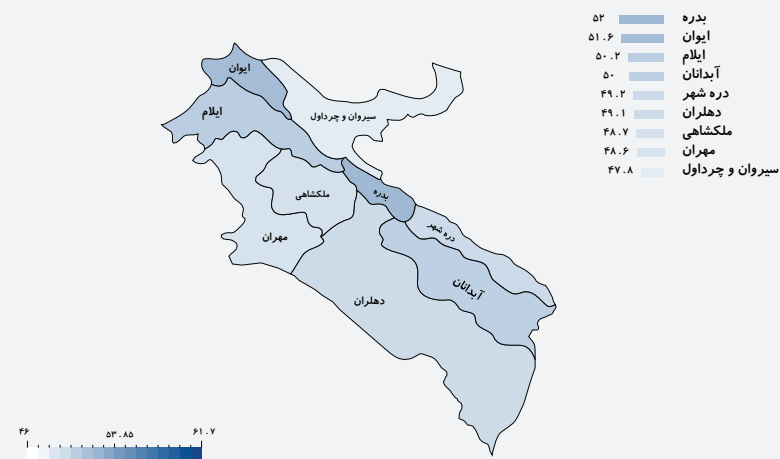 بدره ۵۲
ایوان ۵۱.۶
ایلام ۵۰.۲
آبدانان ۵۰
دره شهر ۴۹.۲
دهلران ۴۹.۱
ملکشاهی ۴۸.۷
مهران ۴۸.۶
سیروان و چرداول ۴۷.۸
ایوان
ایلام
سیروان و چرداول
ملکشاهی
بدره
مهران
دره شهر
آبدانان
دهلران
۴۶
۵۳.۸۵
۶۱.۷